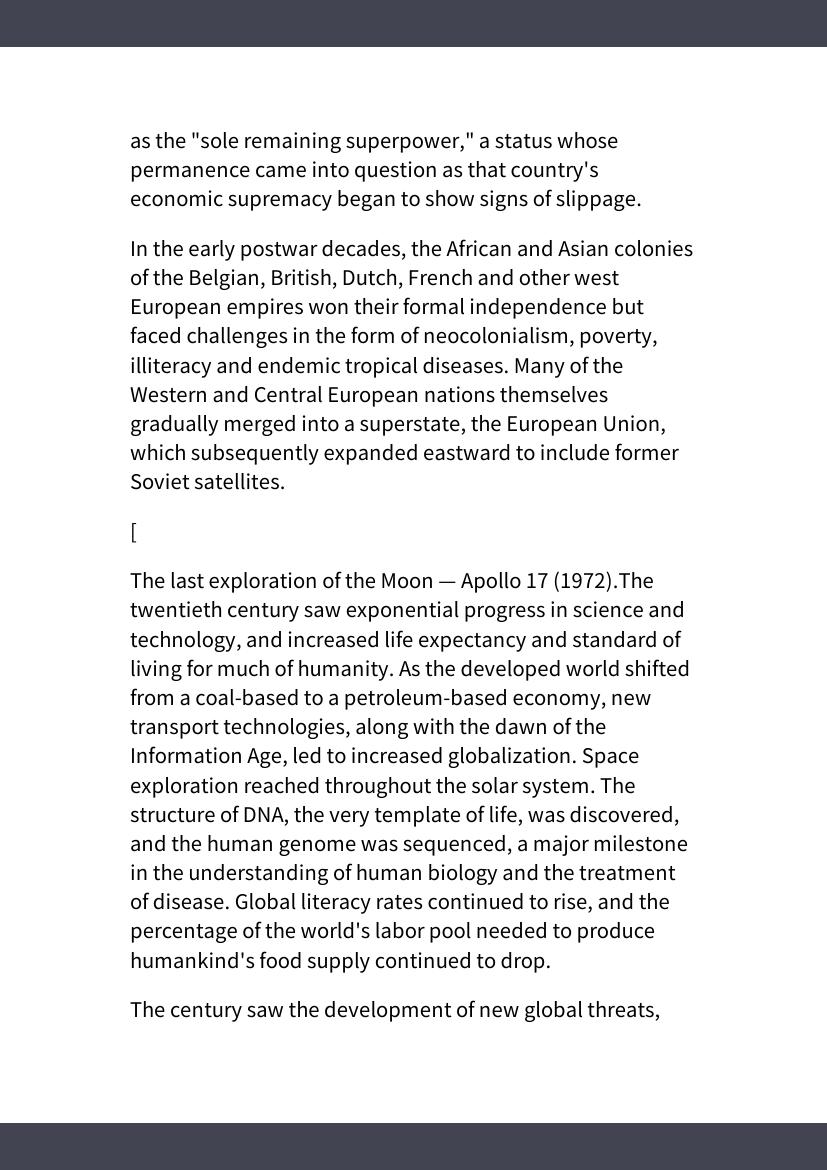 as the "sole remaining superpower," a status whose
permanence came into question as that country's
economic supremacy began to show signs of slippage.
In the early postwar decades, the African and Asian colonies
of the Belgian, British, Dutch, French and other west
European empires won their formal independence but
faced challenges in the form of neocolonialism, poverty,
illiteracy and endemic tropical diseases. Many of the
Western and Central European nations themselves
gradually merged into a superstate, the European Union,
which subsequently expanded eastward to include former
Soviet satellites.
[
The last exploration of the Moon — Apollo 17 (1972).The
twentieth century saw exponential progress in science and
technology, and increased life expectancy and standard of
living for much of humanity. As the developed world shifted
from a coal-based to a petroleum-based economy, new
transport technologies, along with the dawn of the
Information Age, led to increased globalization. Space
exploration reached throughout the solar system. The
structure of DNA, the very template of life, was discovered,
and the human genome was sequenced, a major milestone
in the understanding of human biology and the treatment
of disease. Global literacy rates continued to rise, and the
percentage of the world's labor pool needed to produce
humankind's food supply continued to drop.
The century saw the development of new global threats,